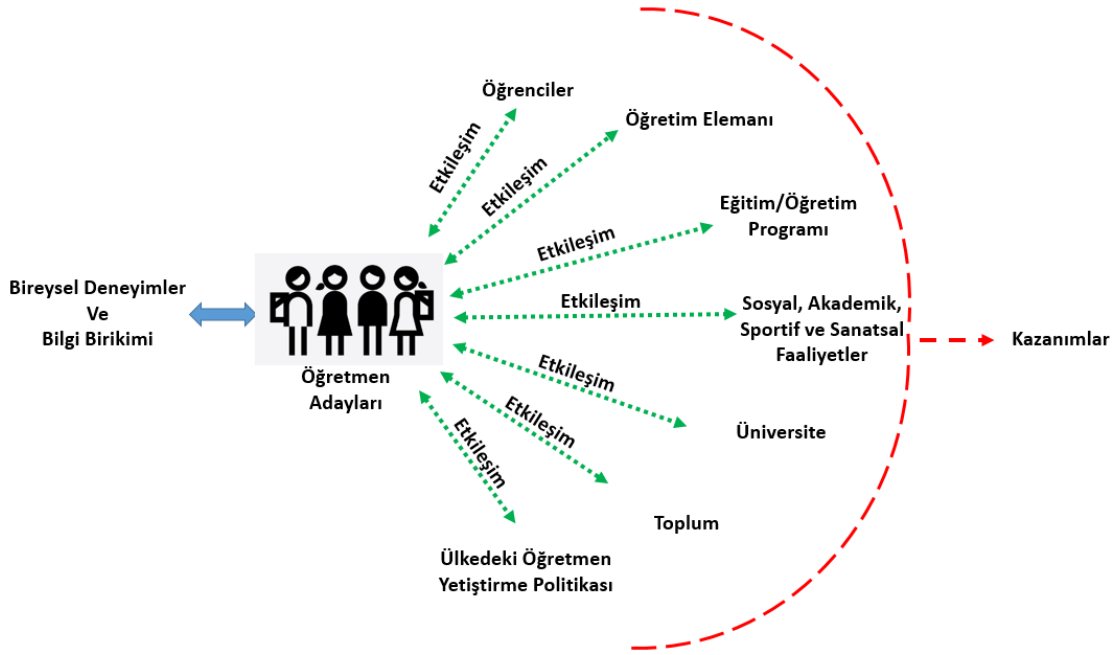 Öğrenciler
Etkileşim
Öğretim Elemanı
Etkileşim
Eğitim/Öğretim
Programı
Etkileşim
Bireysel Deneyimler
Ve
Bilgi Birikimi
Öğretmen
Adayları
Etkileşim
Sosyal, Akademik,
Sportif ve Sanatsal
Faaliyetler
Kazanımlar
Etkileşim
Üniversite
Etkileşim
Toplum
Etkileşim
Ülkedeki Öğretmen
Yetiştirme Politikası